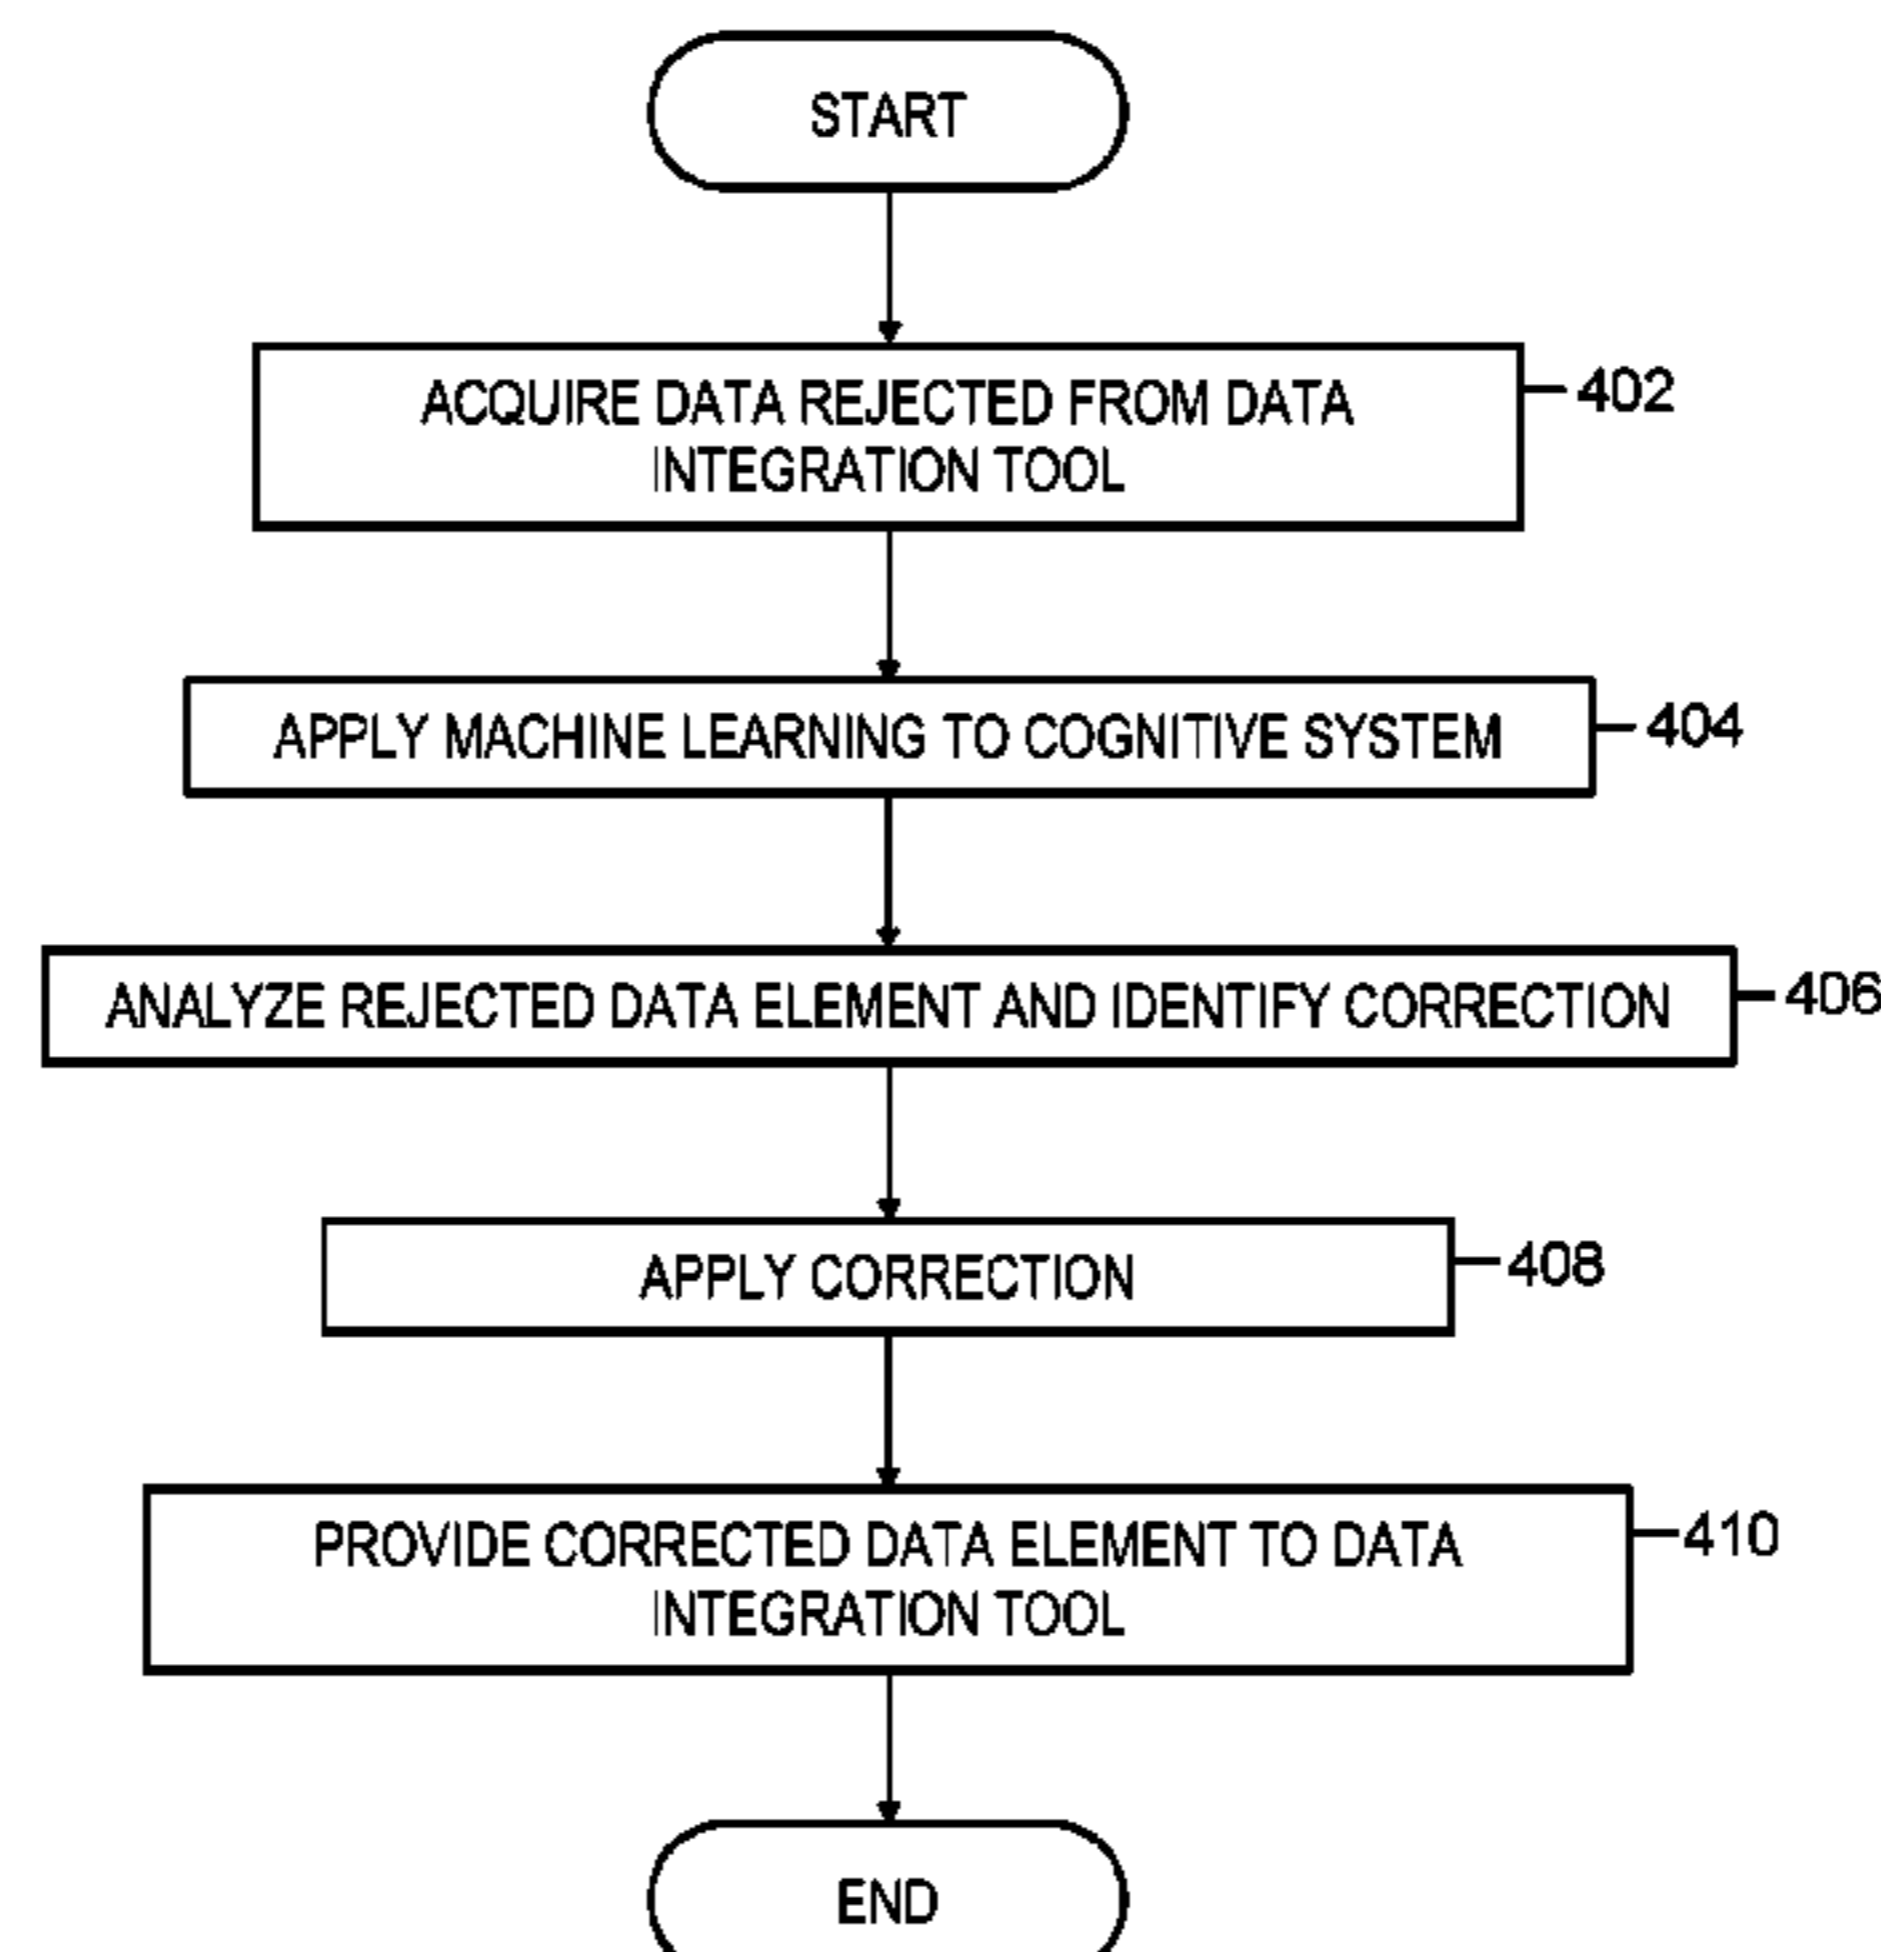 START
ACQUIRE DATA REJECTED FROM DATA
INTEGRATION TOOL
402
APPLY MACHINE LEARNING TO COGNITIVE SYSTEM
404
ANALYZE REJECTED DATA ELEMENT AND IDENTIFY CORRECTION
406
APPLY CORRECTION
408
PROVIDE CORRECTED DATA ELEMENT TO DATA
INTEGRATION TOOL
410
END